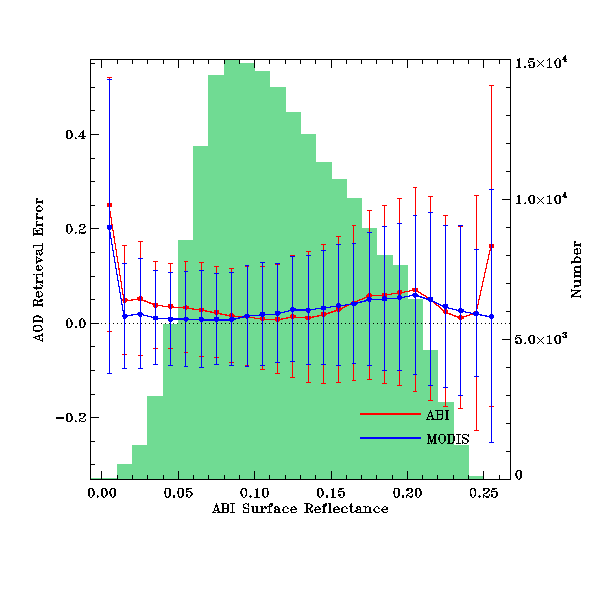 1.5×10⁴
0.4
1.0×10⁴
0.2
AOD Retrieval Error
Number
0.0
5.0×10³
-0.2
ABI
MODIS
0
0.00 0.05 0.10 0.15 0.20 0.25
ABI Surface Reflectance